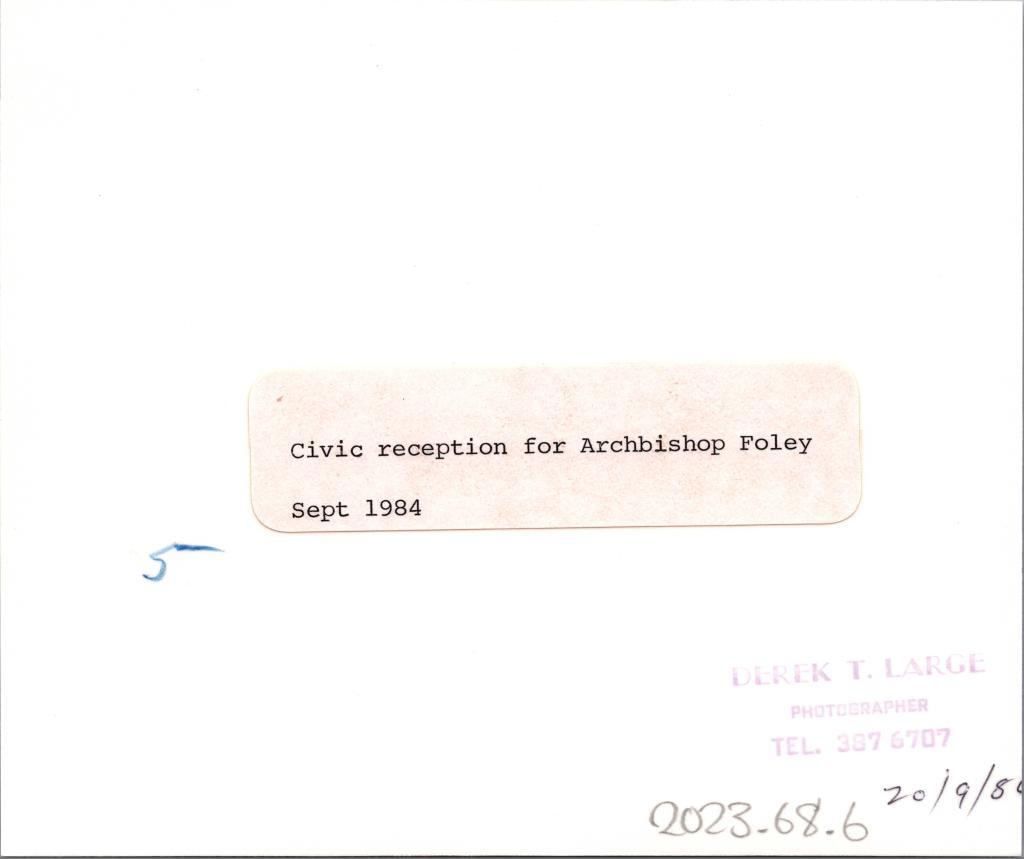 Civic reception for Archbishop Foley
Sept 1984
5
DEREK T. LARGE
PHOTOGRAPHER
TEL. 387 6707
20/9/8
2023.68.6